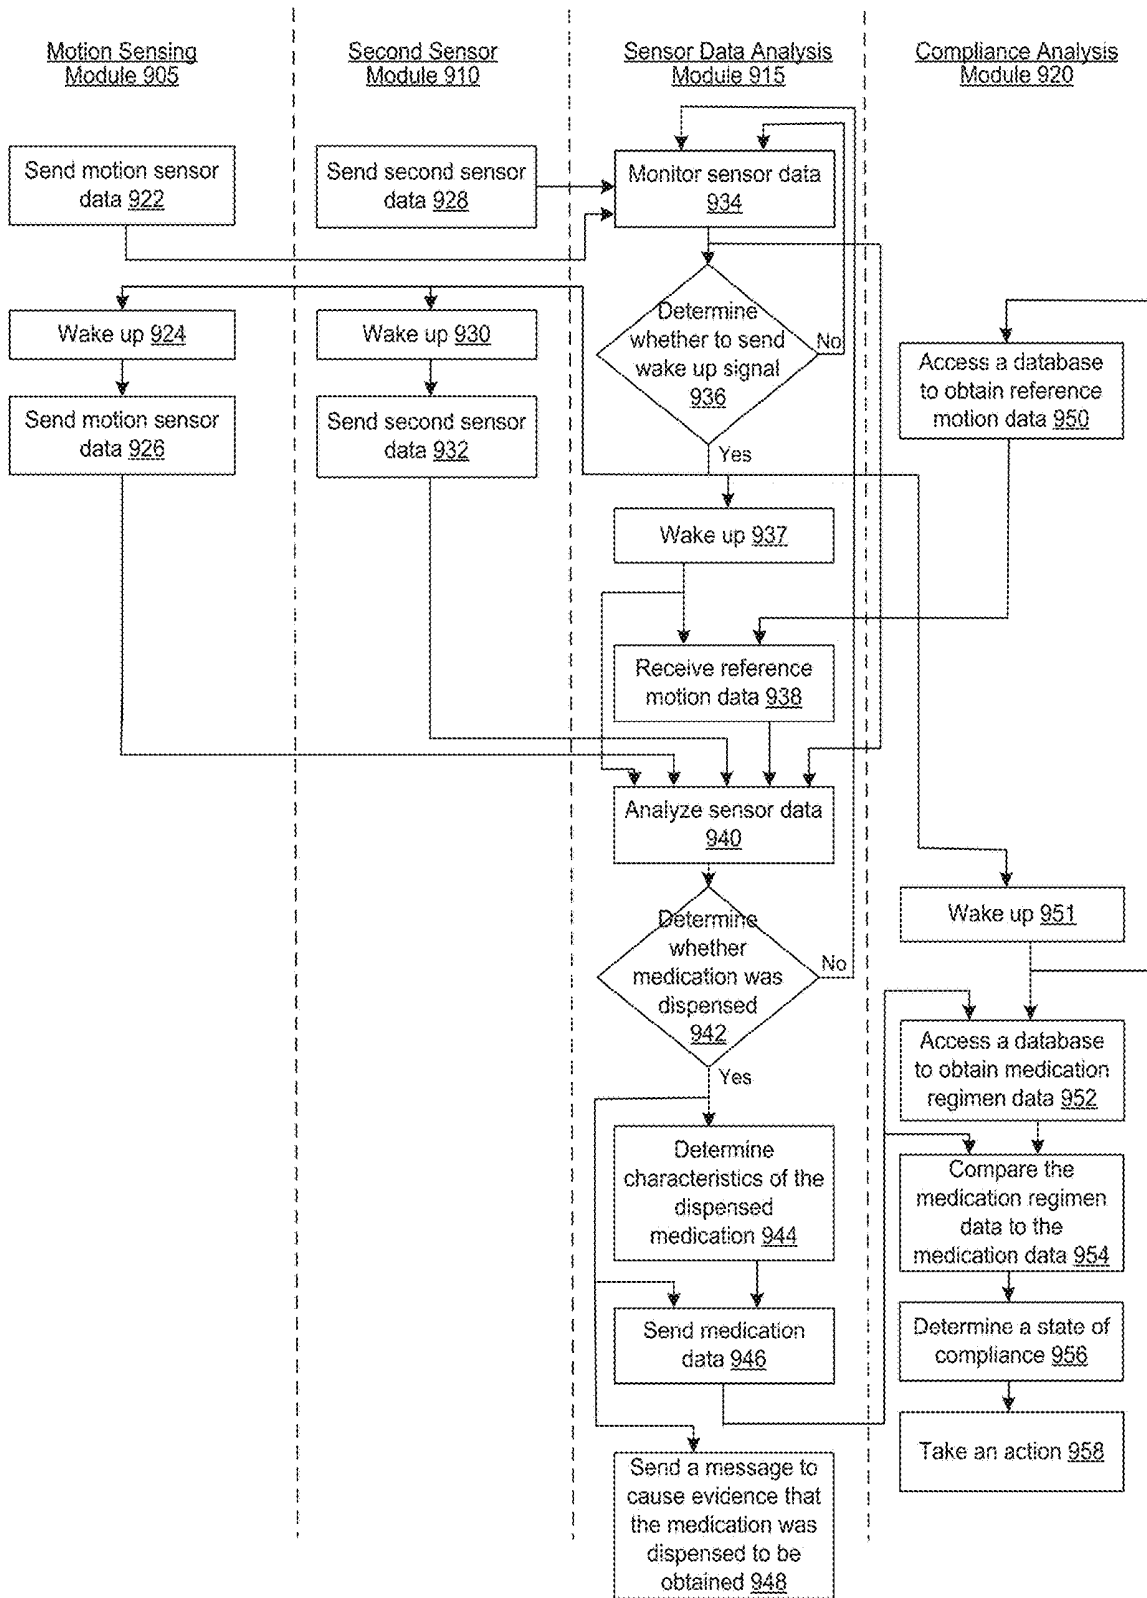 Motion Sensing
Module 905
Second Sensor
Module 910
Sensor Data Analysis
Module 915
Compliance Analysis
Module 920
Send motion sensor
data 922
Send second sensor
data 928
Monitor sensor data
934
Wake up 924
Wake up 930
Determine
whether to send
wake up signal
936
No
Yes
Access a database
to obtain reference
motion data 950
Send motion sensor
data 926
Send second sensor
data 932
Wake up 937
Receive reference
motion data 938
Analyze sensor data
940
Wake up 951
Determine
whether
medication was
dispensed
942
No
Yes
Access a database
to obtain medication
regimen data 952
Determine
characteristics of the
dispensed
medication 944
Compare the
medication regimen
data to the
medication data 954
Send medication
data 946
Determine a state of
compliance 956
Take an action 958
Send a message to
cause evidence that
the medication was
dispensed to be
obtained 948